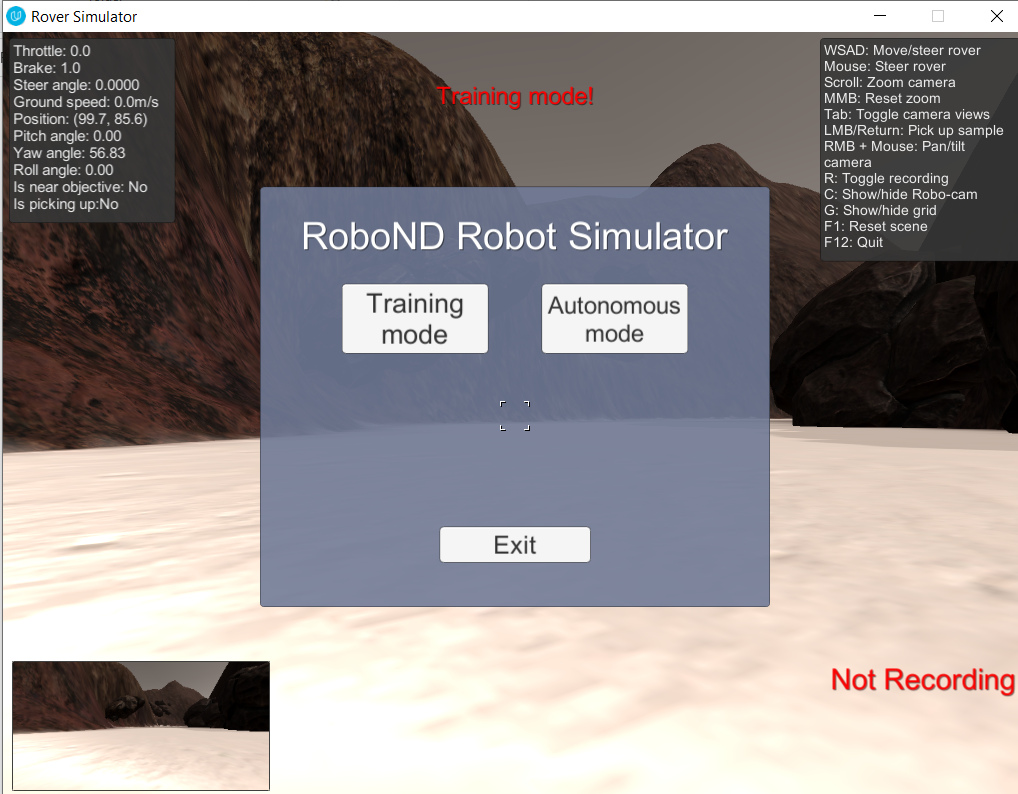 Rover Simulator
Throttle: 0.0
Brake: 1.0
Steer angle: 0.0000
Ground speed: 0.0m/s
Position: (99.7, 85.6)
Pitch angle: 0.00
Yaw angle: 56.83
Roll angle: 0.00
Is near objective: No
Is picking up:No
Training mode!
WSAD: Move/steer rover
Mouse: Steer rover
Scroll: Zoom camera
MMB: Reset zoom
Tab: Toggle camera views
LMB/Return: Pick up sample
RMB + Mouse: Pan/tilt
camera
R: Toggle recording
C: Show/hide Robo-cam
G: Show/hide grid
F1: Reset scene
F12: Quit
RoboND Robot Simulator
Training
mode
Autonomous
mode
Exit
Not Recording